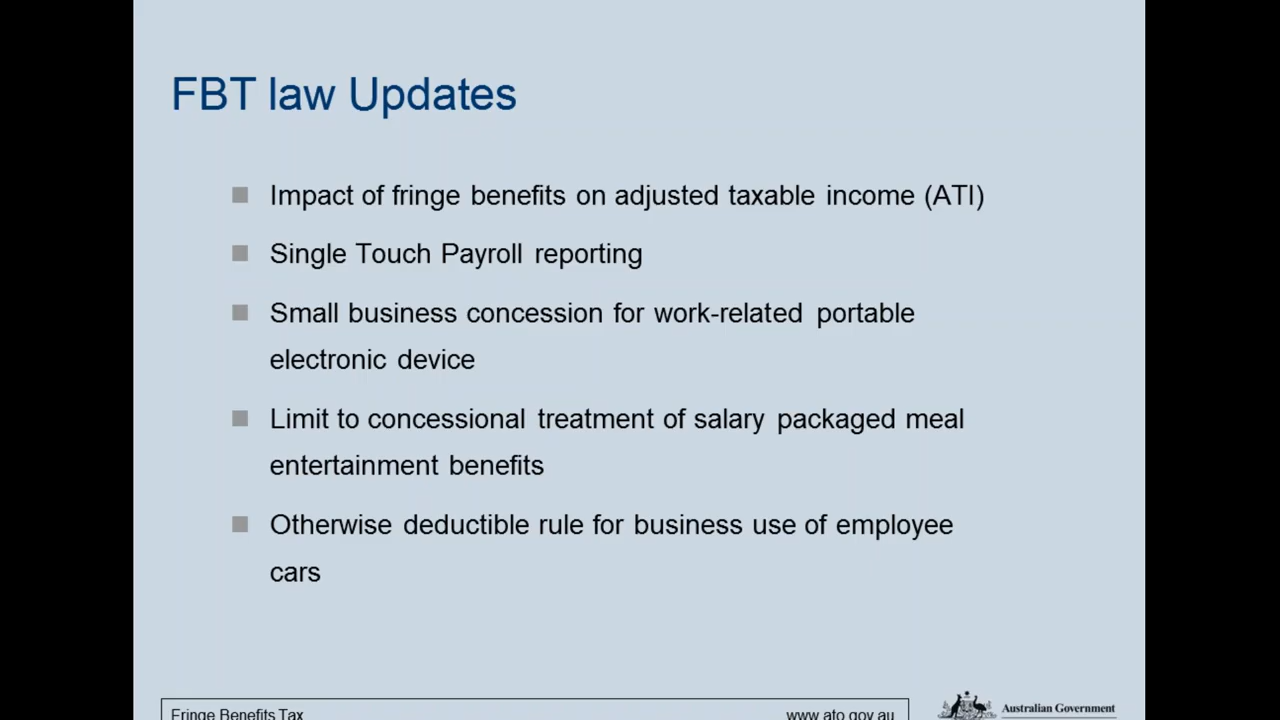 FBT law Updates
Impact of fringe benefits on adjusted taxable income (ATI)
Single Touch Payroll reporting
Small business concession for work-related portable
electronic device
Limit to concessional treatment of salary packaged meal
entertainment benefits
Otherwise deductible rule for business use of employee
cars
Fringe Benefits Tax
www.ato.gov.au
Australian Government